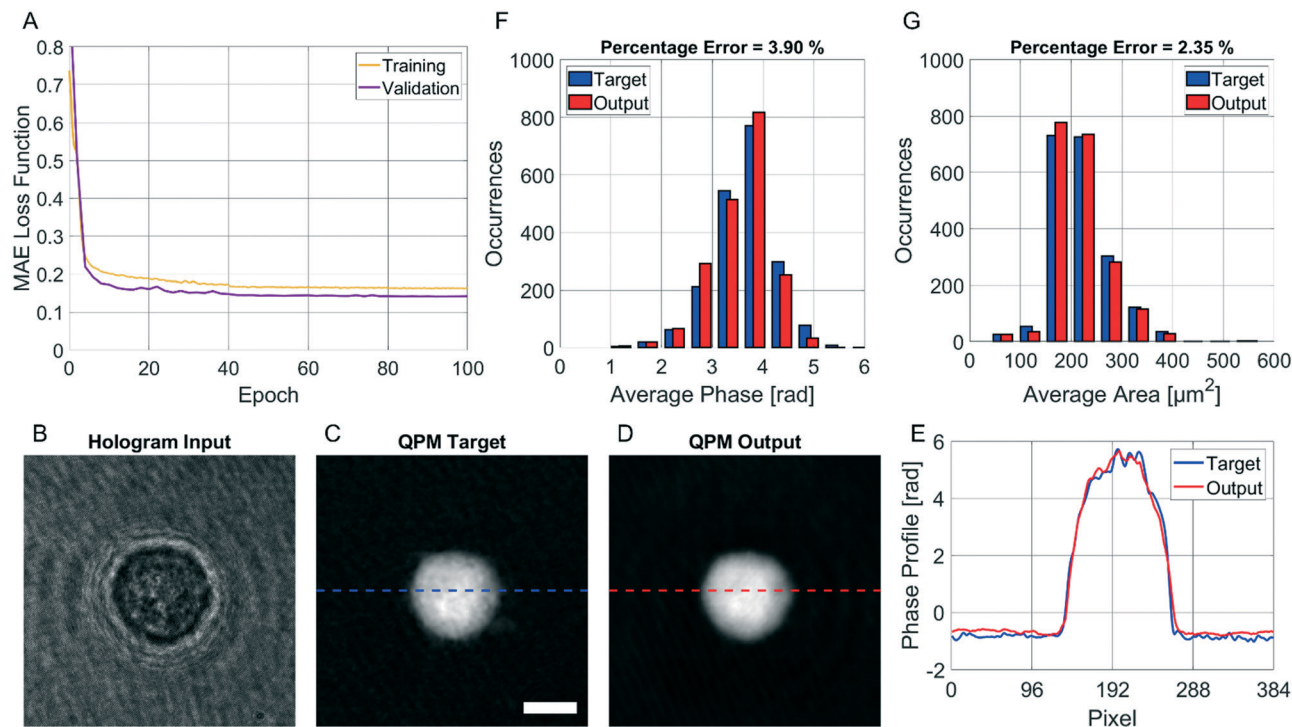 A
0.8
0.7
0.6
0.5
0.4
0.3
0.2
0.1
0
MAE Loss Function
Training
Validation
0 20 40 60 80 100
Epoch
F
Percentage Error = 3.90 %
1000
800
600
400
200
0
Occurrences
Target
Output
0 1 2 3 4 5 6
Average Phase [rad]
G
Percentage Error = 2.35 %
1000
800
600
400
200
0
Occurrences
Target
Output
0 100 200 300 400 500 600
Average Area [µm²]
B
Hologram Input
C
QPM Target
D
QPM Output
E
6
4
2
0
-2
Phase Profile [rad]
Target
Output
0 96 192 288 384
Pixel